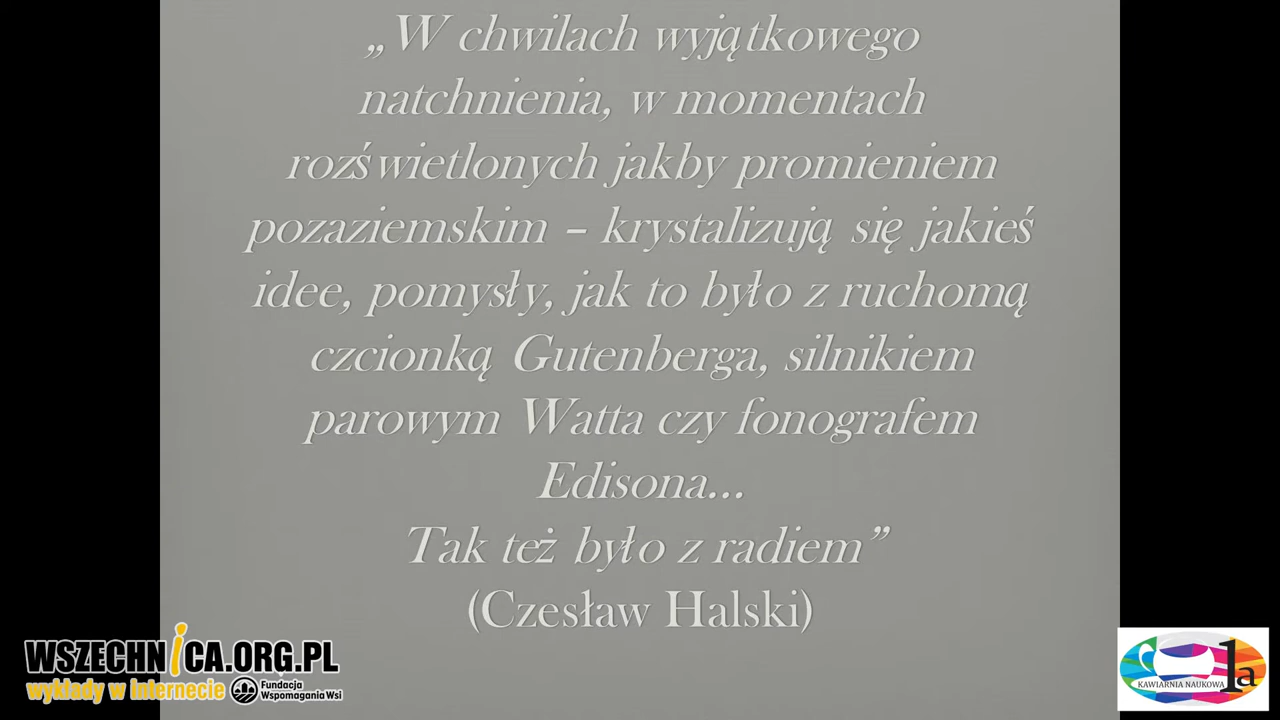 „W chwilach wyjątkowego
natchnienia, w momentach
rozświetlonych jakby promieniem
pozaziemskim – krystalizują się jakieś
idee, pomysły, jak to było z ruchomą
czcionką Gutenberga, silnikiem
parowym Watta czy fonografem
Edisona...
Tak też było z radiem”
(Czesław Halski)
WSZECHNICA.ORG.PL
wykłady w internecie
Fundacja
Wspomagania Wsi
KAWIARNIA NAUKOWA
1a